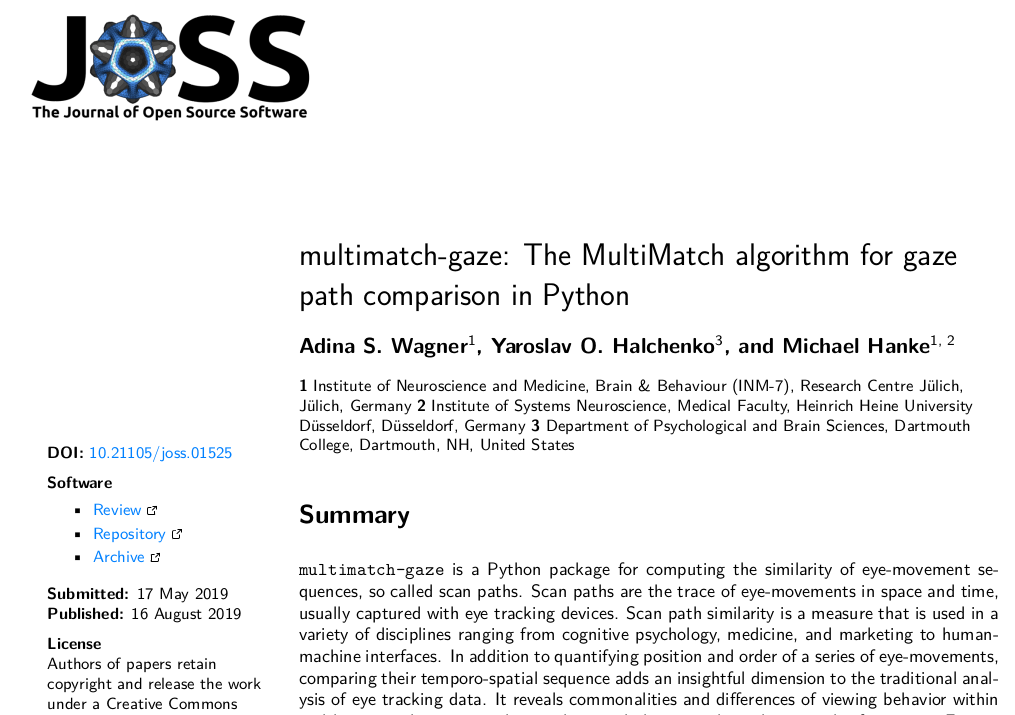 JOSS
The Journal of Open Source Software
multimatch-gaze: The MultiMatch algorithm for gaze
path comparison in Python
Adina S. Wagner1, Yaroslav O. Halchenko3, and Michael Hanke1, 2
1 Institute of Neuroscience and Medicine, Brain & Behaviour (INM-7), Research Centre Jülich,
Jülich, Germany 2 Institute of Systems Neuroscience, Medical Faculty, Heinrich Heine University
Düsseldorf, Düsseldorf, Germany 3 Department of Psychological and Brain Sciences, Dartmouth
College, Dartmouth, NH, United States
DOI: 10.21105/joss.01525
Software
Review
Repository
Archive
Submitted: 17 May 2019
Published: 16 August 2019
License
Authors of papers retain
copyright and release the work
under a Creative Commons
Summary
multimatch-gaze is a Python package for computing the similarity of eye-movement se-
quences, so called scan paths. Scan paths are the trace of eye-movements in space and time,
usually captured with eye tracking devices. Scan path similarity is a measure that is used in a
variety of disciplines ranging from cognitive psychology, medicine, and marketing to human-
machine interfaces. In addition to quantifying position and order of a series of eye-movements,
comparing their temporo-spatial sequence adds an insightful dimension to the traditional anal-
ysis of eye tracking data. It reveals commonalities and differences of viewing behavior within